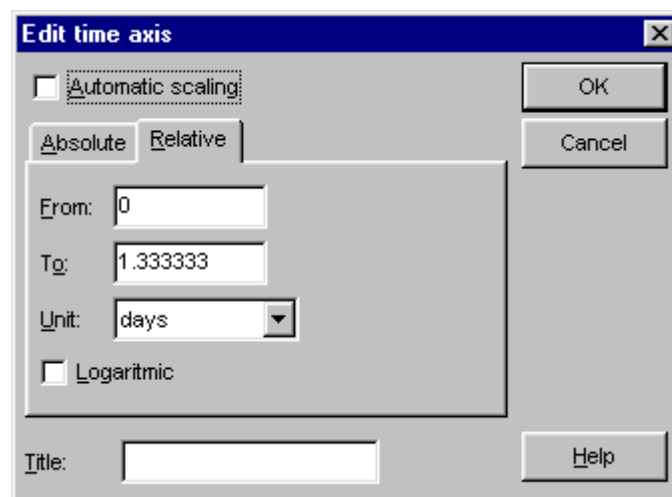 Edit time axis
Automatic scaling
OK
Absolute Relative
Cancel
From: 0
To: 1.333333
Unit: days
Logaritmic
Title:
Help